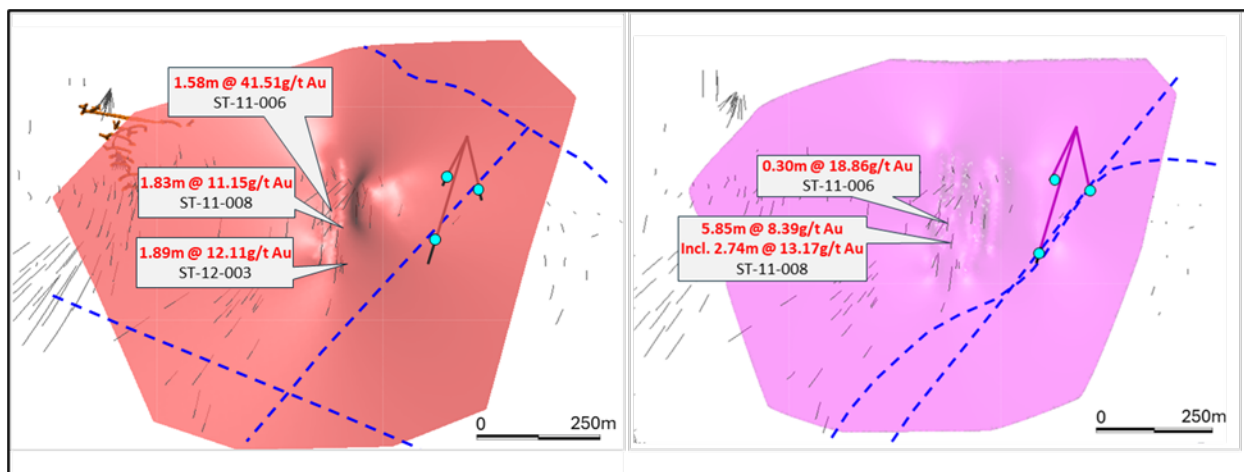 1.58m @ 41.51g/t Au
ST-11-006
1.83m @ 11.15g/t Au
ST-11-008
1.89m @ 12.11g/t Au
ST-12-003
0 250m
0.30m @ 18.86g/t Au
ST-11-006
5.85m @ 8.39g/t Au
Incl. 2.74m @ 13.17g/t Au
ST-11-008
0 250m